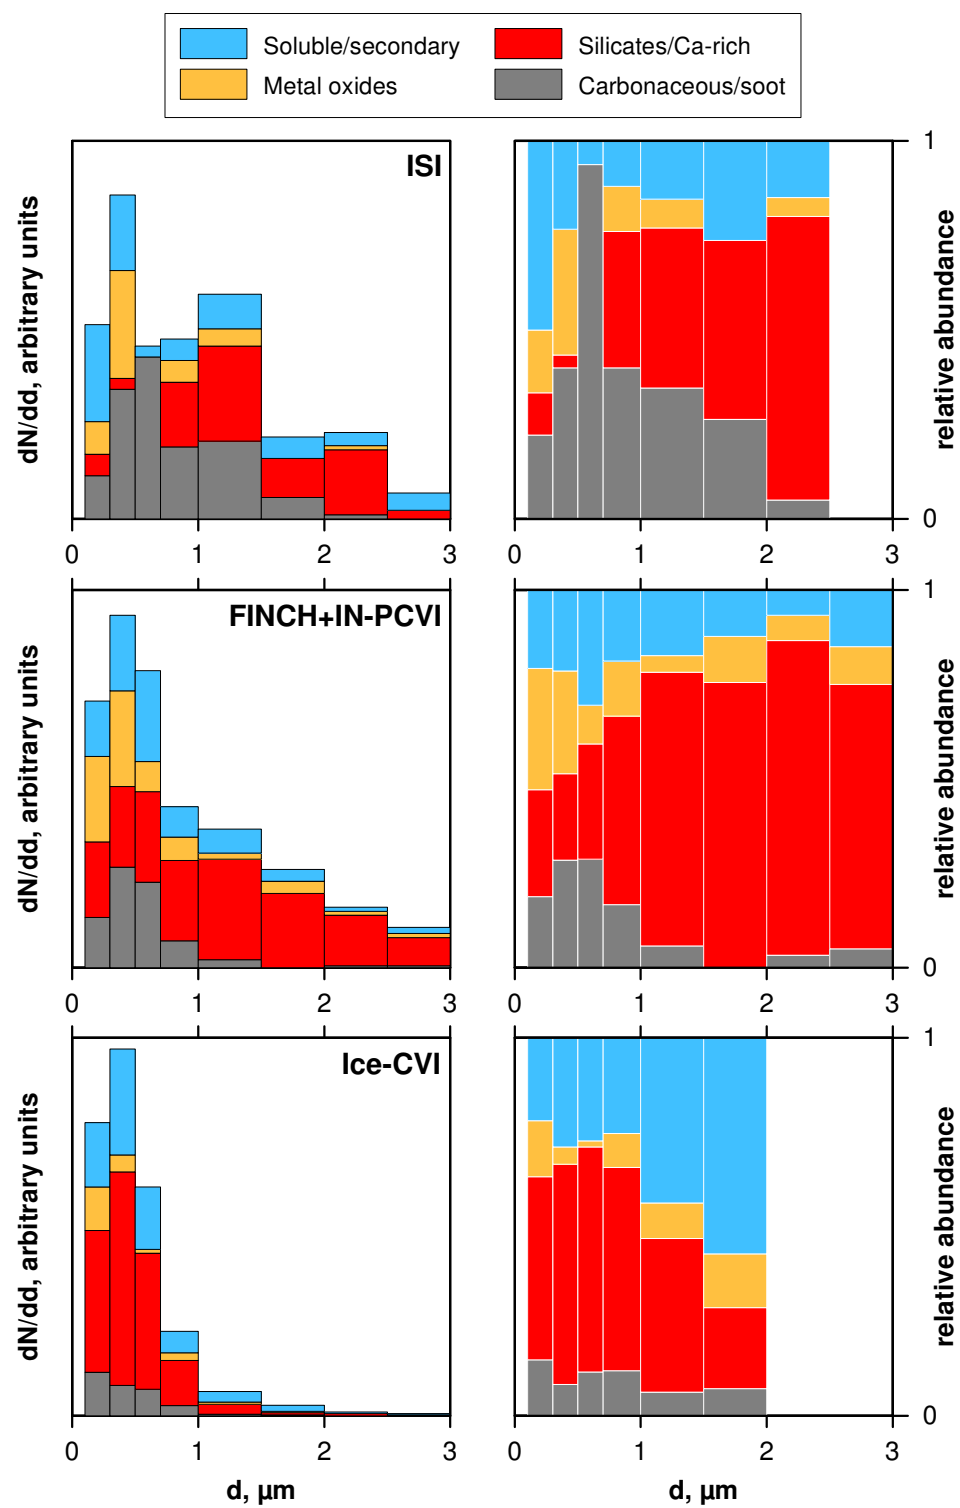 Soluble/secondary Silicates/Ca-rich
Metal oxides Carbonaceous/soot
ISI
dN/dd, arbitrary units
0 1 2 3
1
relative abundance
0
0 1 2 3
FINCH+IN-PCVI
dN/dd, arbitrary units
0 1 2 3
1
relative abundance
0
0 1 2 3
Ice-CVI
dN/dd, arbitrary units
0 1 2 3
d, µm
1
relative abundance
0
0 1 2 3
d, µm